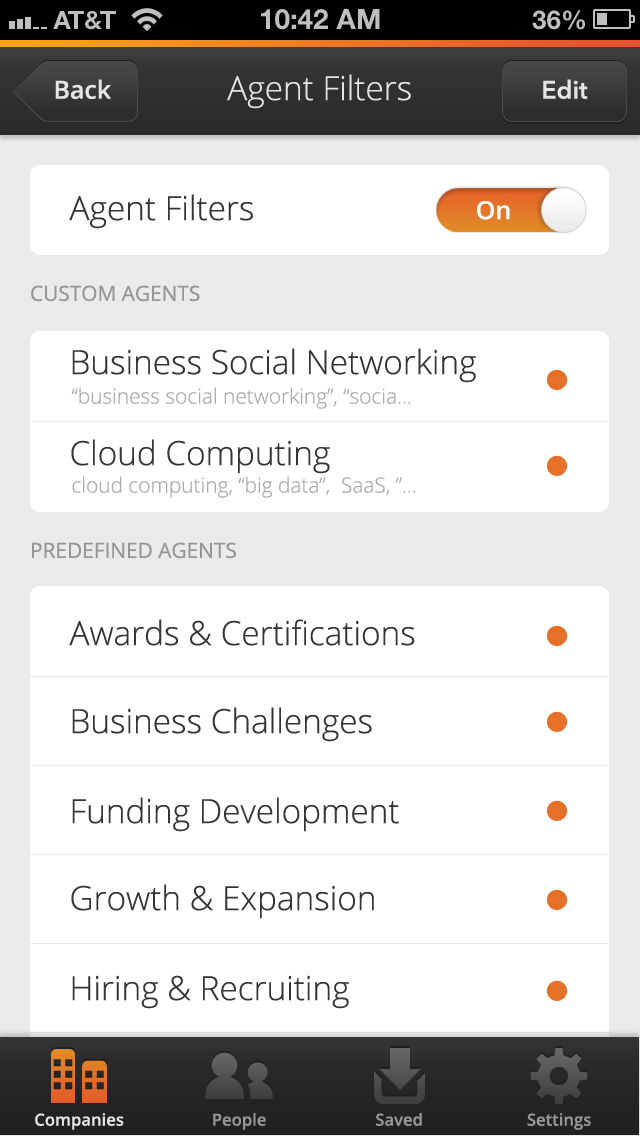 AT&T 10:42 AM 36%
Back Agent Filters Edit
Agent Filters On
CUSTOM AGENTS
Business Social Networking
“business social networking”, “socia...
Cloud Computing
cloud computing, “big data”,  SaaS, ”...
PREDEFINED AGENTS
Awards & Certifications
Business Challenges
Funding Development
Growth & Expansion
Hiring & Recruiting
Companies People Saved Settings